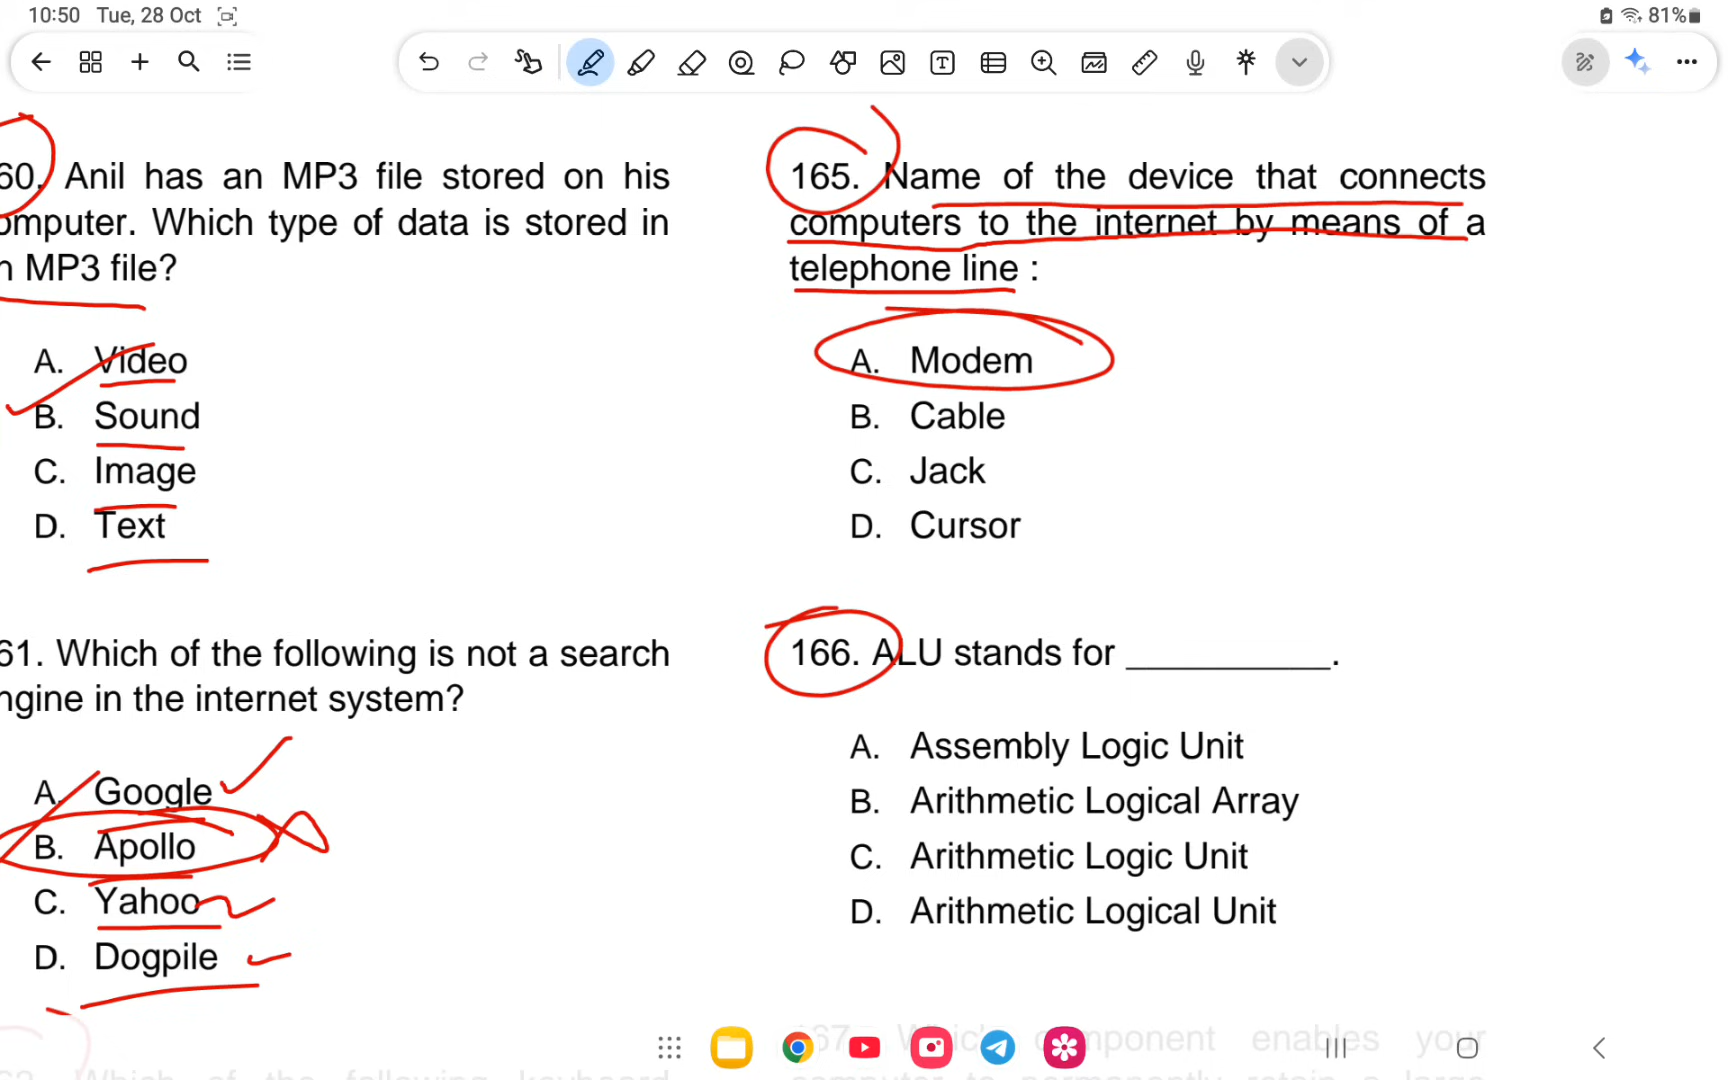 10:50 Tue, 28 Oct
81%
60. Anil has an MP3 file stored on his
omputer. Which type of data is stored in
n MP3 file?
A. Video
B. Sound
C. Image
D. Text
61. Which of the following is not a search
ngine in the internet system?
A. Google
B. Apollo
C. Yahoo
D. Dogpile
165. Name of the device that connects
computers to the internet by means of a
telephone line :
A. Modem
B. Cable
C. Jack
D. Cursor
166. ALU stands for __________.
A. Assembly Logic Unit
B. Arithmetic Logical Array
C. Arithmetic Logic Unit
D. Arithmetic Logical Unit
enables your